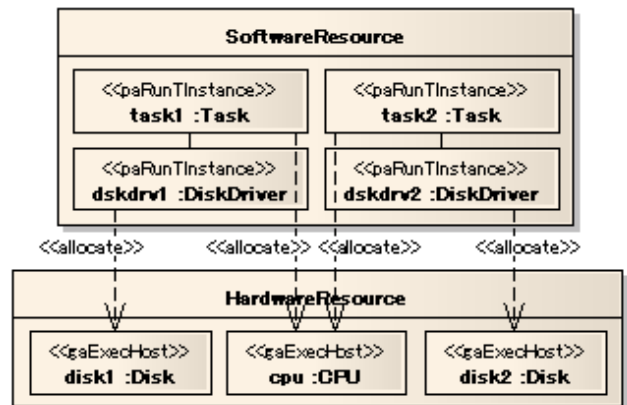 SoftwareResource
<<paRunTInstance>> <<paRunTInstance>>
task1 :Task task2 :Task
<<paRunTInstance>> <<paRunTInstance>>
dskdrv1 :DiskDriver dskdrv2 :DiskDriver
<<allocate>> <<allocate>> <<allocate>> <<allocate>>
HardwareResource
<<gaExecHost>> <<gaExecHost>> <<gaExecHost>>
disk1 :Disk cpu :CPU disk2 :Disk